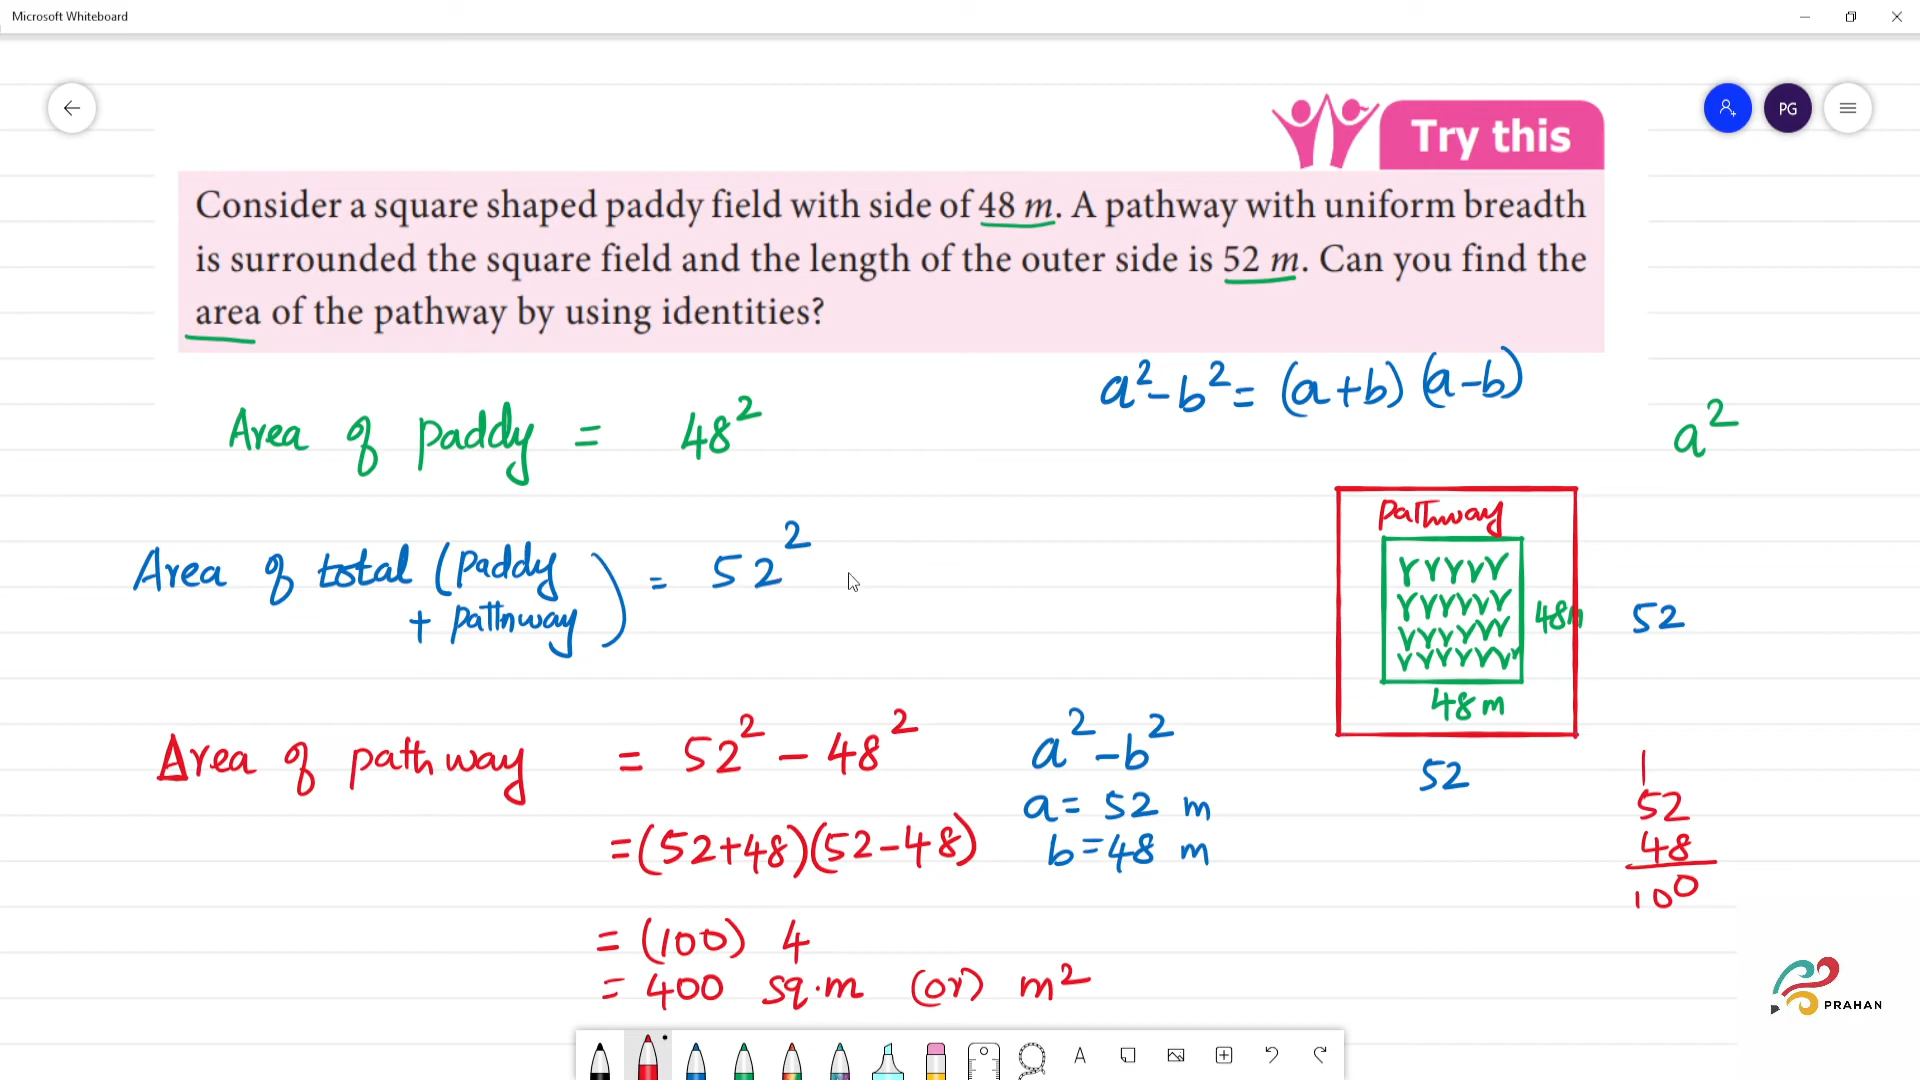 Microsoft Whiteboard
PG
Try this
Consider a square shaped paddy field with side of 48 m. A pathway with uniform breadth
is surrounded the square field and the length of the outer side is 52 m. Can you find the
area of the pathway by using identities?
a² - b² = (a+b) (a-b)
Area of paddy = 48²
a²
Area of total (paddy + pathway) = 52²
pathway
48m
52
48 m
52
Area of pathway = 52² - 48²
a² - b²
a = 52 m
b = 48 m
= (52+48)(52-48)
= (100) 4
= 400 sq.m (or) m²
1
52
48
100
PRAHAN
A